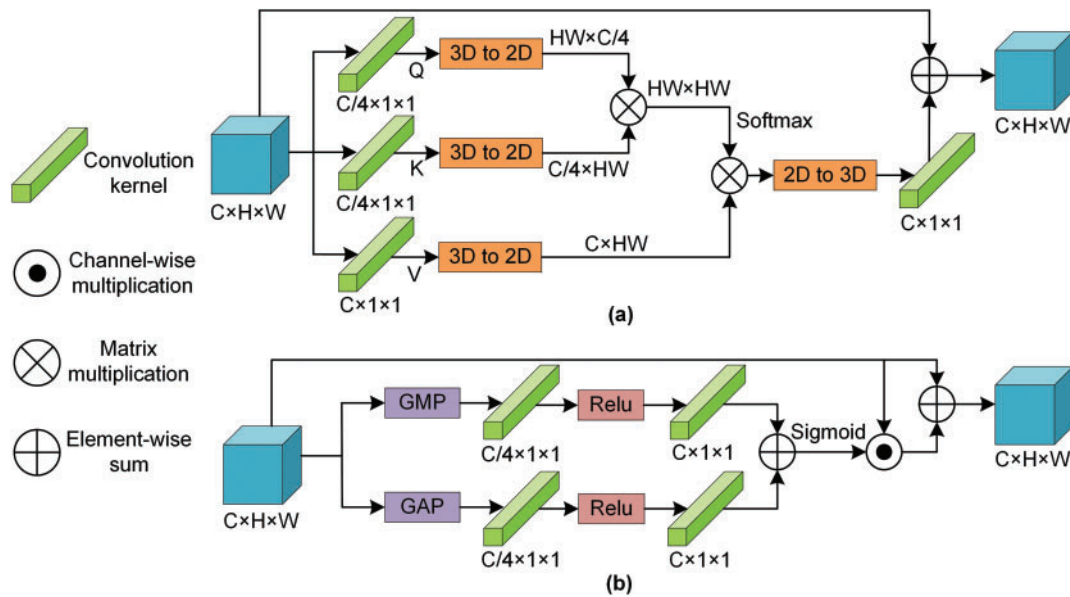 Convolution
kernel
Channel-wise
multiplication
Matrix
multiplication
Element-wise
sum
C×H×W
C/4×1×1
Q
3D to 2D
HW×C/4
C/4×1×1
K
3D to 2D
C/4×HW
C×1×1
V
3D to 2D
C×HW
HW×HW
Softmax
2D to 3D
C×1×1
C×H×W
(a)
C×H×W
GMP
C/4×1×1
Relu
C×1×1
GAP
C/4×1×1
Relu
C×1×1
Sigmoid
C×H×W
(b)